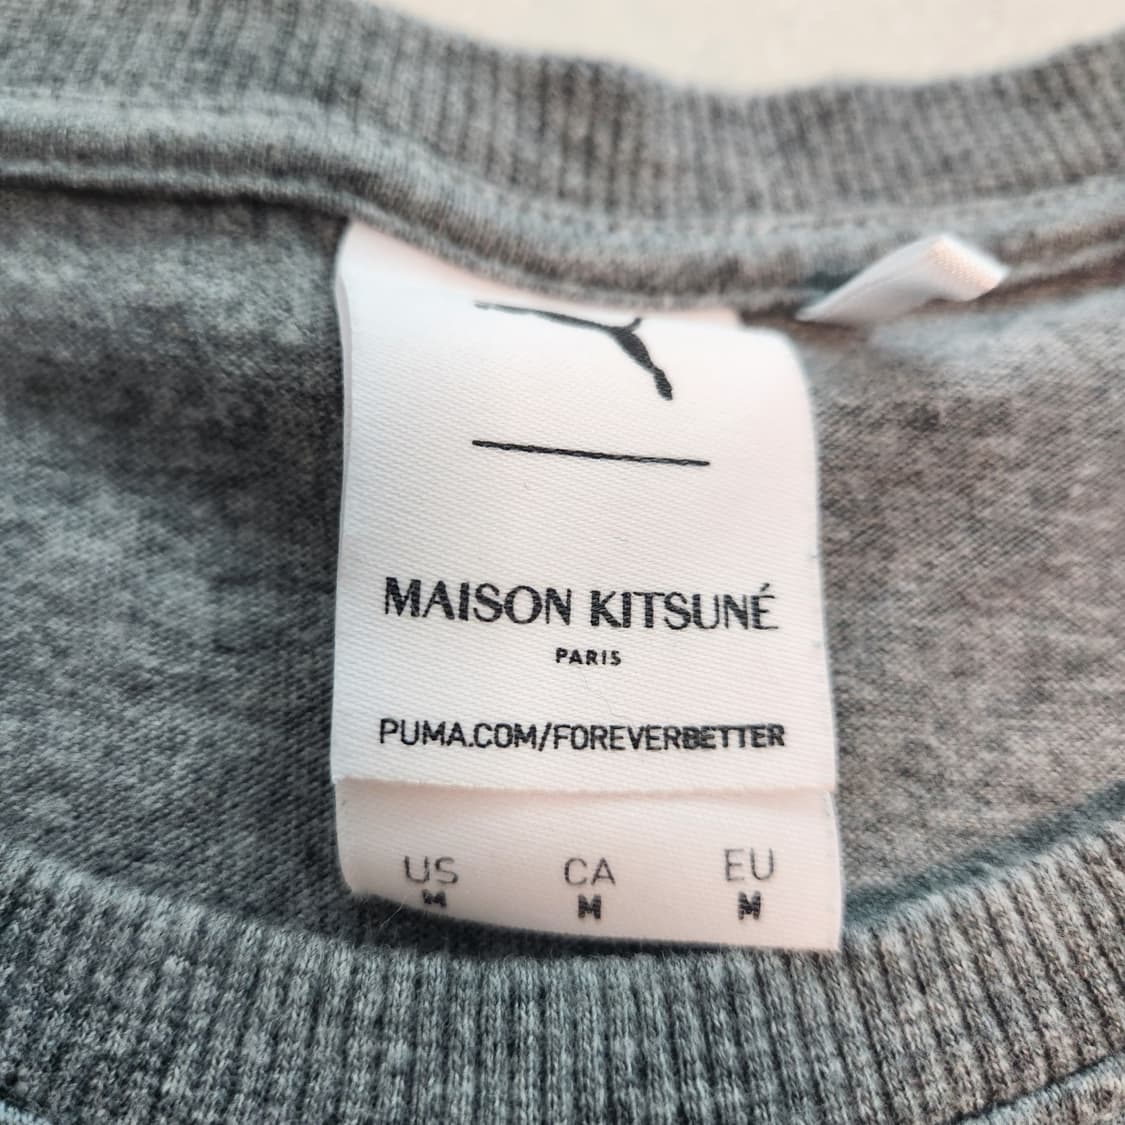 MAISON KITSUNÉ
PARIS
PUMA.COM/FOREVERBETTER
US CA EU
M M M